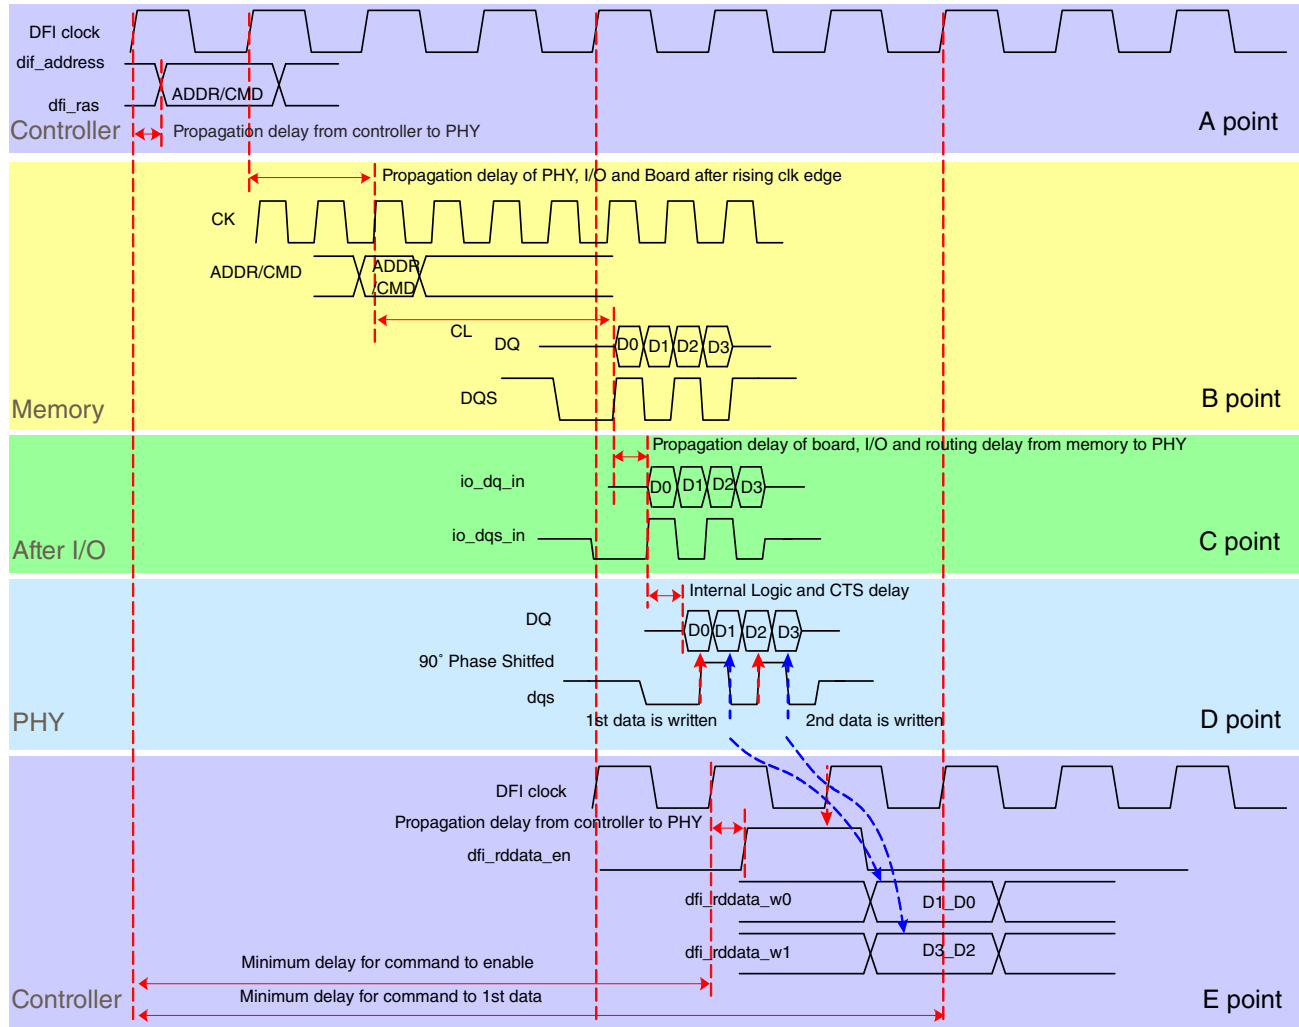 DFI clock
dif_address
ADDR/CMD
dfi_ras
Controller
Propagation delay from controller to PHY
A point
Propagation delay of PHY, I/O and Board after rising clk edge
CK
ADDR/CMD
ADDR
/CMD
CL
DQ
D0 D1 D2 D3
DQS
Memory
B point
Propagation delay of board, I/O and routing delay from memory to PHY
io_dq_in
D0 D1 D2 D3
io_dqs_in
After I/O
C point
Internal Logic and CTS delay
DQ
D0 D1 D2 D3
90˚ Phase Shitfed
dqs
1st data is written
2nd data is written
PHY
D point
DFI clock
Propagation delay from controller to PHY
dfi_rddata_en
dfi_rddata_w0
D1_D0
dfi_rddata_w1
D3_D2
Minimum delay for command to enable
Minimum delay for command to 1st data
Controller
E point